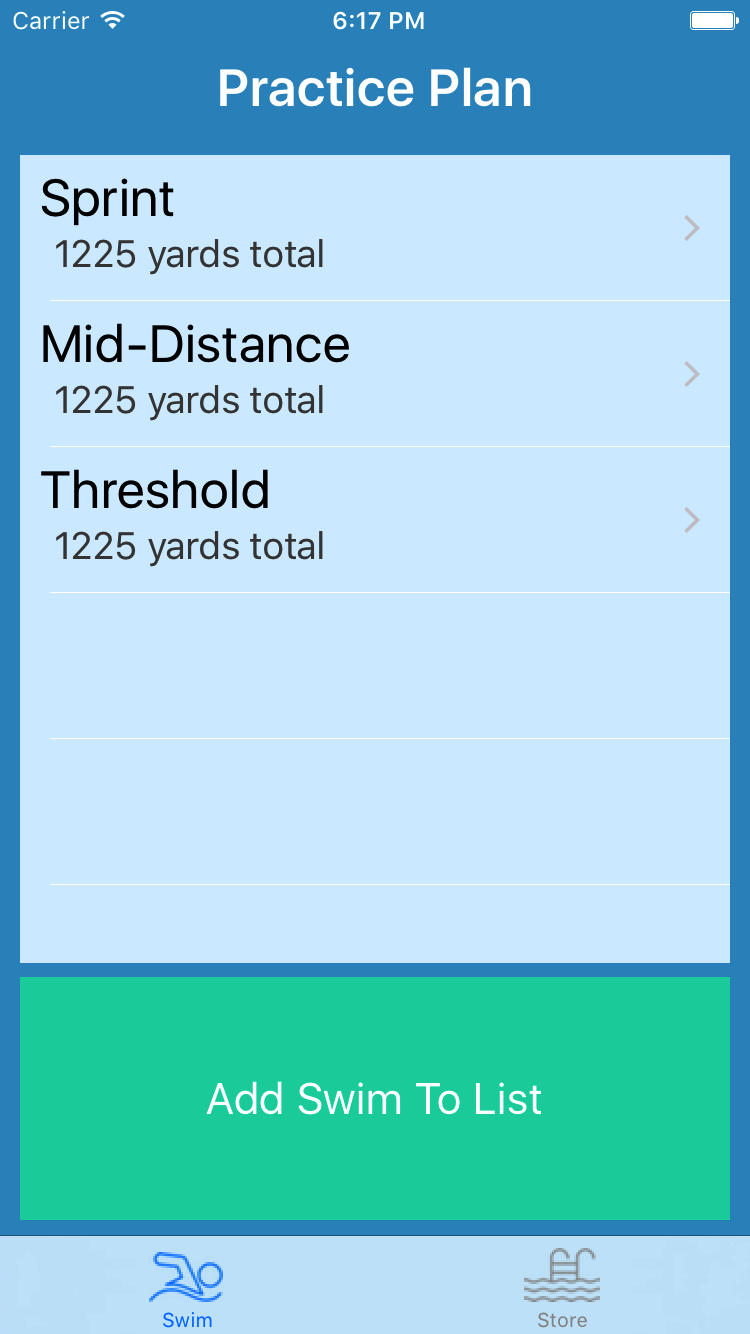 Carrier 6:17 PM
Practice Plan
Sprint
1225 yards total
Mid-Distance
1225 yards total
Threshold
1225 yards total
Add Swim To List
Swim Store